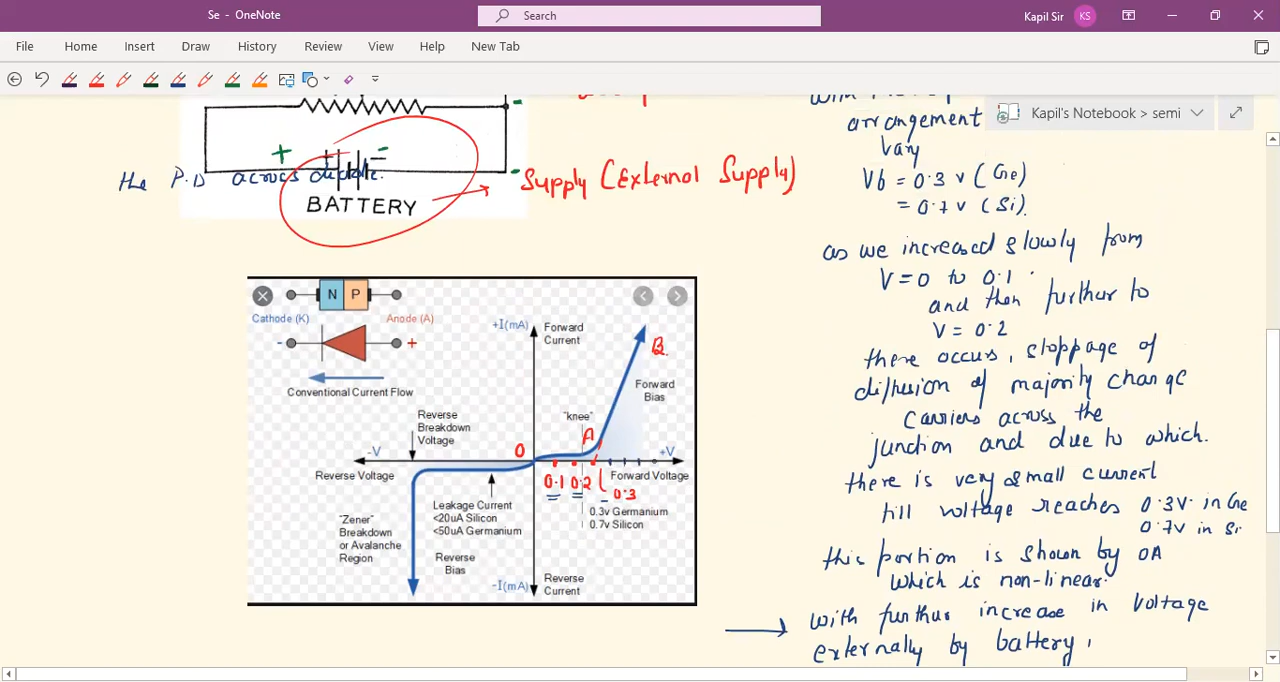 Se - OneNote
Search
Kapil Sir
KS
File Home Insert Draw History Review View Help New Tab
Kapil's Notebook > semi
+ -
the P.D across diode.
BATTERY
Supply (External Supply)
arrangement
Vary
Vb = 0.3 v (Ge)
= 0.7 v (Si).
as we increased slowly from
V = 0 to 0.1
and then further to
V = 0.2
there occurs, stoppage of
diffusion of majority charge
carriers across the
junction and due to which.
there is very small current
till voltage reaches 0.3V in Ge
0.7V in Si
this portion is shown by OA
which is non-linear.
→ with further increase in voltage
externally by battery,
N P
Cathode (K)
Anode (A)
- +
Conventional Current Flow
+I(mA)
Forward
Current
B
Forward
Bias
"knee"
A
Reverse
Breakdown
Voltage
O
-V
+V
Reverse Voltage
Forward Voltage
0.1 0.2 0.3
0.3v Germanium
0.7v Silicon
Leakage Current
<20uA Silicon
<50uA Germanium
"Zener"
Breakdown
or Avalanche
Region
Reverse
Bias
-I(mA)
Reverse
Current